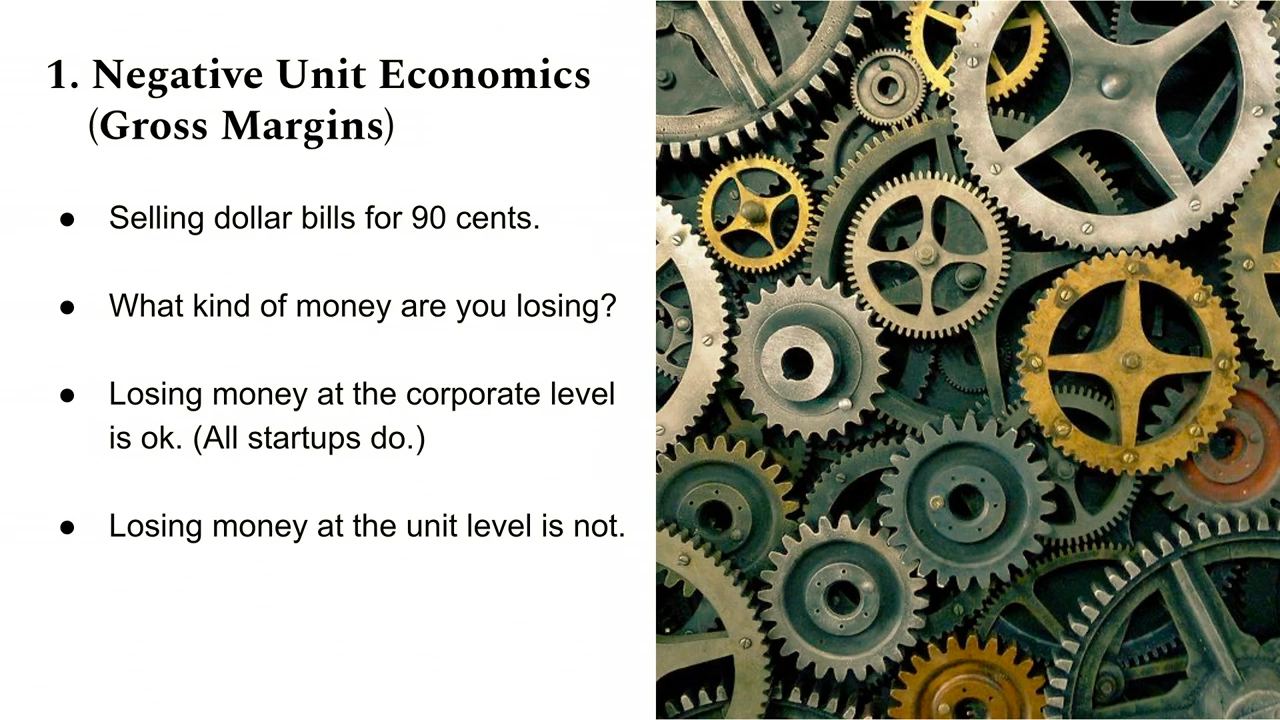 1. Negative Unit Economics
(Gross Margins)
● Selling dollar bills for 90 cents.
● What kind of money are you losing?
● Losing money at the corporate level
is ok. (All startups do.)
● Losing money at the unit level is not.